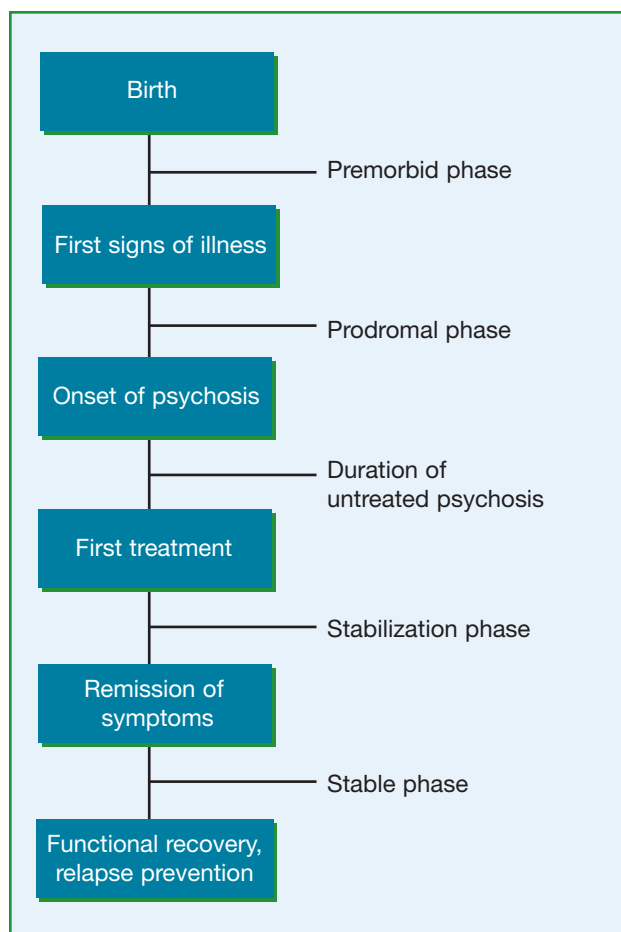 Birth
Premorbid phase
First signs of illness
Prodromal phase
Onset of psychosis
Duration of
untreated psychosis
First treatment
Stabilization phase
Remission of
symptoms
Stable phase
Functional recovery,
relapse prevention